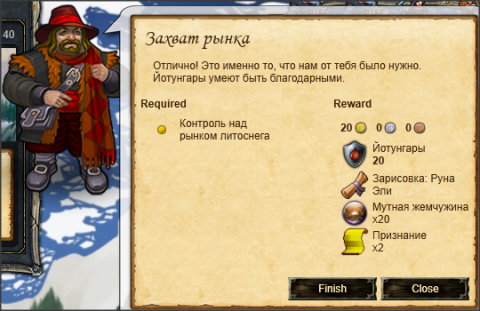 40
Захват рынка
Отлично! Это именно то, что нам от тебя было нужно.
Йотунгары умеют быть благодарными.
Required
Контроль над
рынком литоснега
Reward
20 0 0
Йотунгары
20
Зарисовка: Руна
Эли
Мутная жемчужина
x20
Признание
x2
Finish
Close